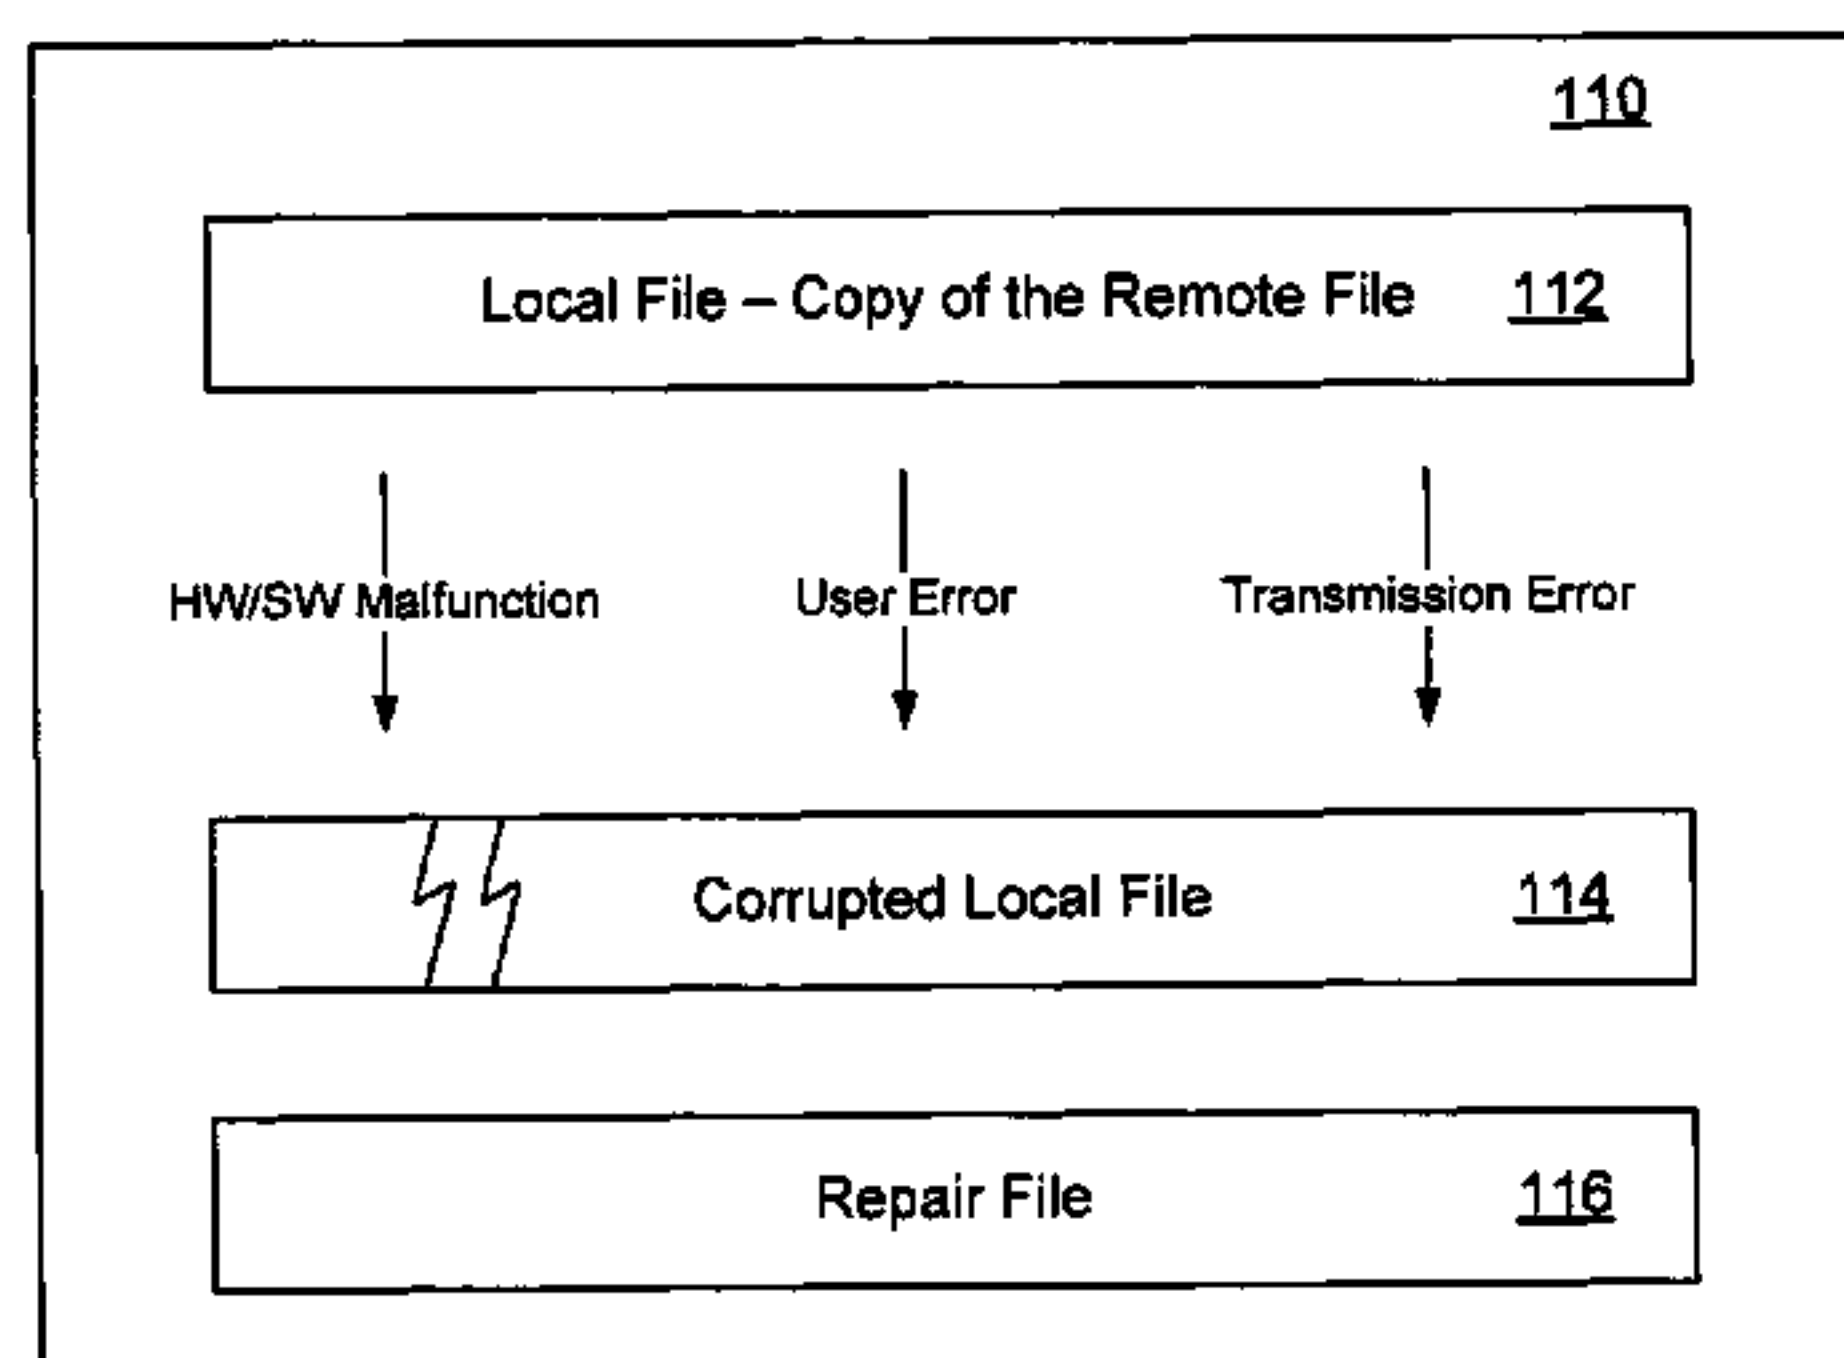 110
Local File – Copy of the Remote File 112
HW/SW Malfunction User Error Transmission Error
Corrupted Local File 114
Repair File 116